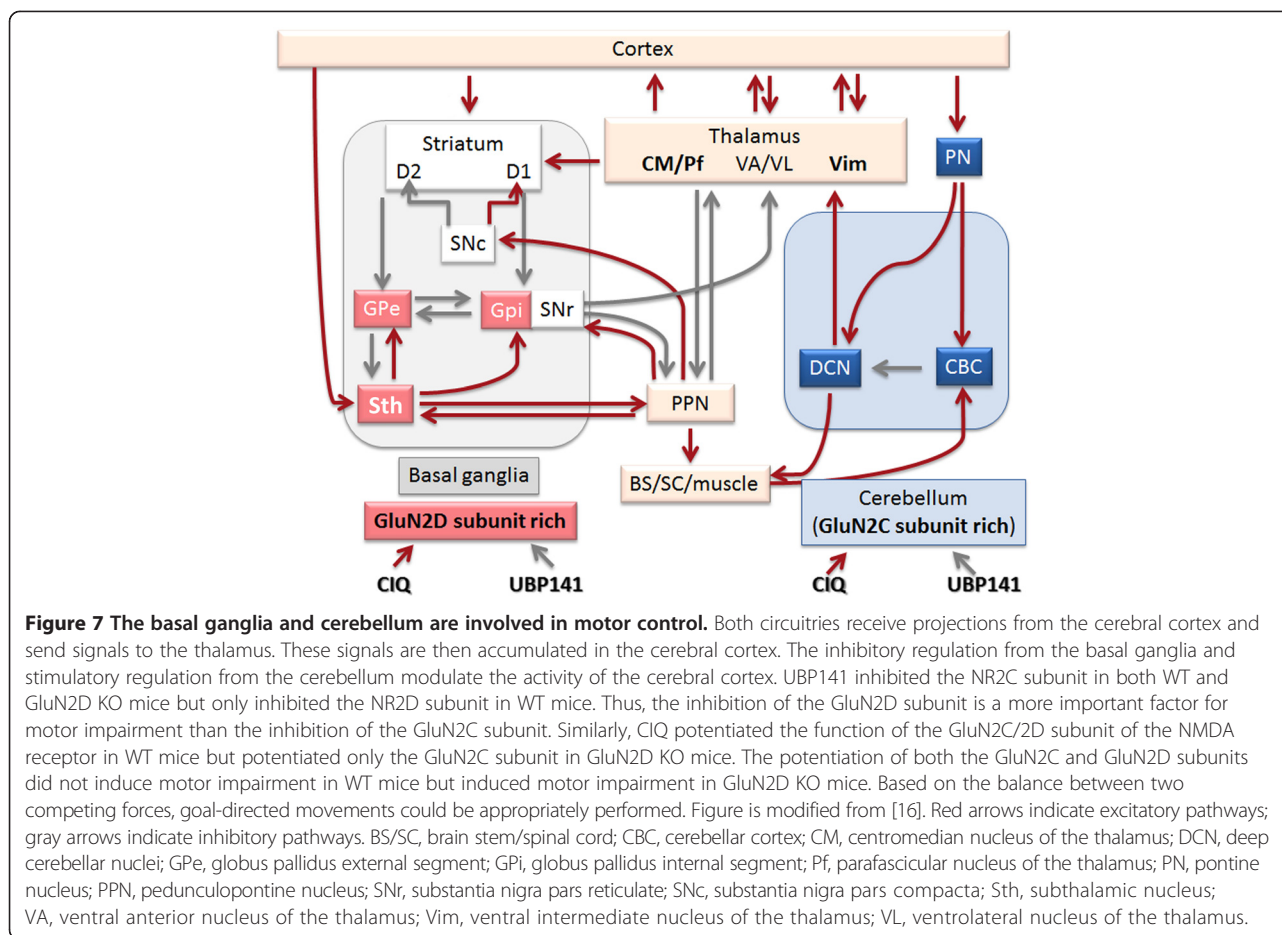 Cortex
Striatum
D2 D1
SNc
GPe
Gpi
SNr
Sth
Thalamus
CM/Pf VA/VL Vim
PN
DCN
CBC
PPN
BS/SC/muscle
Basal ganglia
GluN2D subunit rich
CIQ UBP141
Cerebellum
(GluN2C subunit rich)
CIQ UBP141
Figure 7 The basal ganglia and cerebellum are involved in motor control. Both circuitries receive projections from the cerebral cortex and
send signals to the thalamus. These signals are then accumulated in the cerebral cortex. The inhibitory regulation from the basal ganglia and
stimulatory regulation from the cerebellum modulate the activity of the cerebral cortex. UBP141 inhibited the NR2C subunit in both WT and
GluN2D KO mice but only inhibited the NR2D subunit in WT mice. Thus, the inhibition of the GluN2D subunit is a more important factor for
motor impairment than the inhibition of the GluN2C subunit. Similarly, CIQ potentiated the function of the GluN2C/2D subunit of the NMDA
receptor in WT mice but potentiated only the GluN2C subunit in GluN2D KO mice. The potentiation of both the GluN2C and GluN2D subunits
did not induce motor impairment in WT mice but induced motor impairment in GluN2D KO mice. Based on the balance between two
competing forces, goal-directed movements could be appropriately performed. Figure is modified from [16]. Red arrows indicate excitatory pathways;
gray arrows indicate inhibitory pathways. BS/SC, brain stem/spinal cord; CBC, cerebellar cortex; CM, centromedian nucleus of the thalamus; DCN, deep
cerebellar nuclei; GPe, globus pallidus external segment; GPi, globus pallidus internal segment; Pf, parafascicular nucleus of the thalamus; PN, pontine
nucleus; PPN, pedunculopontine nucleus; SNr, substantia nigra pars reticulate; SNc, substantia nigra pars compacta; Sth, subthalamic nucleus;
VA, ventral anterior nucleus of the thalamus; Vim, ventral intermediate nucleus of the thalamus; VL, ventrolateral nucleus of the thalamus.